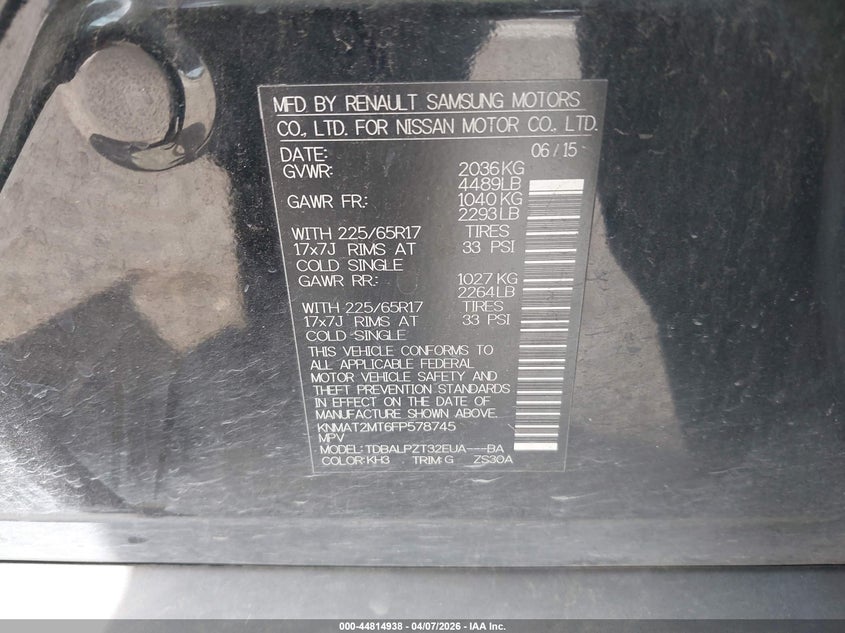 MFD BY RENAULT SAMSUNG MOTORS
CO., LTD. FOR NISSAN MOTOR CO., LTD.
DATE: 06/15
GVWR: 2036KG
4489LB
GAWR FR.: 1040 KG
2293 LB
WITH 225/65R17 TIRES
17x7J RIMS AT 33 PSI
COLD SINGLE
GAWR RR.: 1027 KG
2264LB
WITH 225/65R17 TIRES
17x7J RIMS AT 33 PSI
COLD SINGLE
THIS VEHICLE CONFORMS TO
ALL APPLICABLE FEDERAL
MOTOR VEHICLE SAFETY AND
THEFT PREVENTION STANDARDS
IN EFFECT ON THE DATE OF
MANUFACTURE SHOWN ABOVE.
KNMAT2MT6FP578745
MPV
MODEL: TDBALPZT32EUA---BA
COLOR: KH3 TRIM: G ZS30A
000-44814938 - 04/07/2026 - IAA Inc.